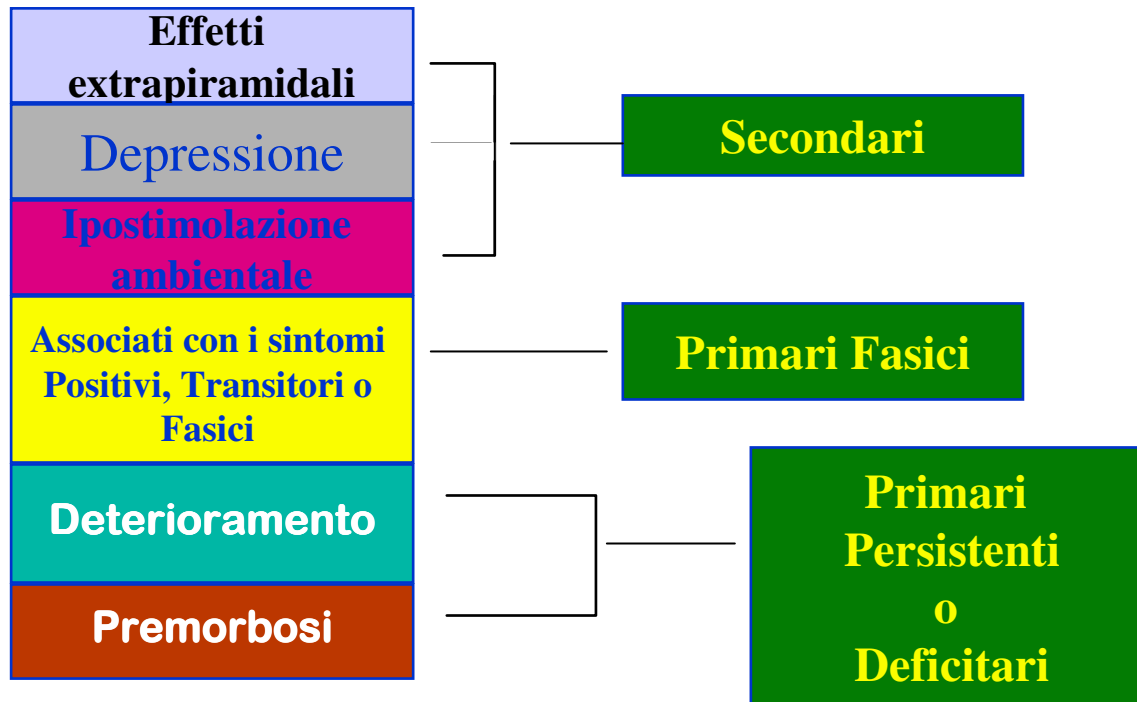 Effetti
extrapiramidali
Depressione
Ipostimolazione
ambientale
Associati con i sintomi
Positivi, Transitori o
Fasici
Deterioramento
Premorbosi
Secondari
Primari Fasici
Primari
Persistenti
o
Deficitari